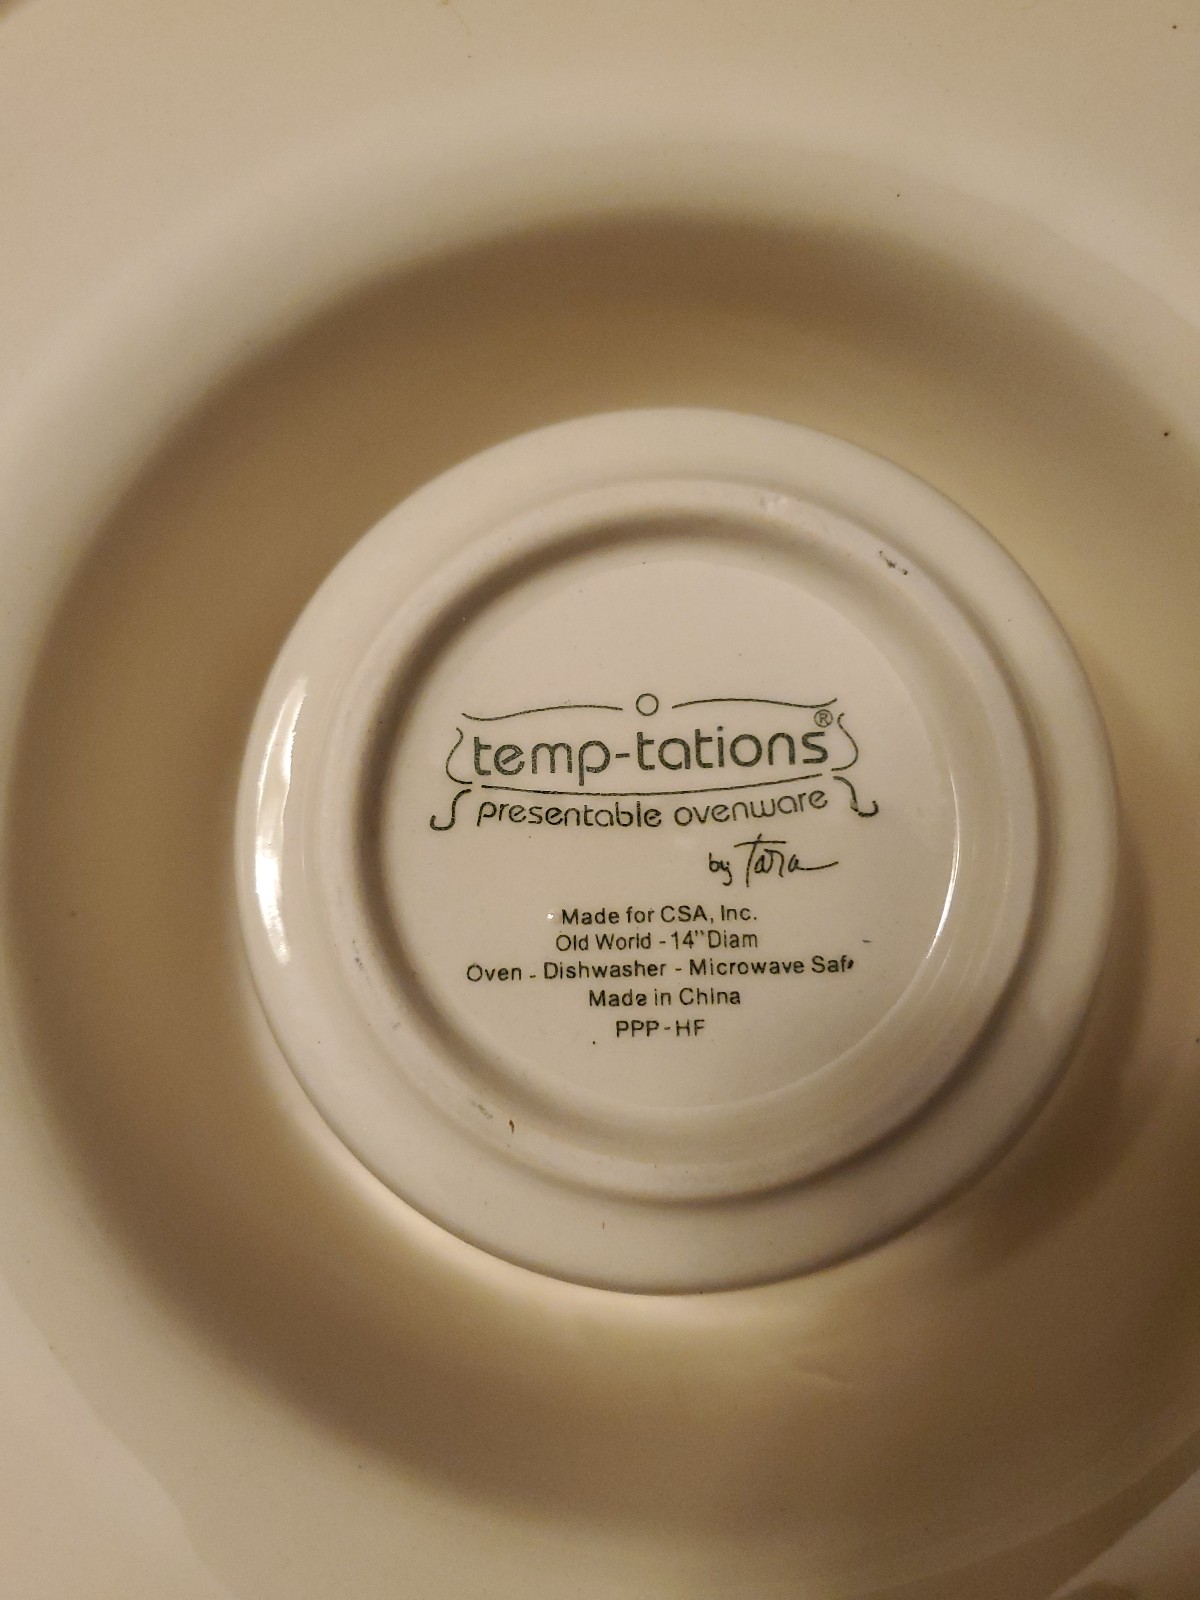 temp-tations®
presentable ovenware
by Tara
Made for CSA, Inc.
Old World - 14" Diam
Oven - Dishwasher - Microwave Safe
Made in China
PPP-HF